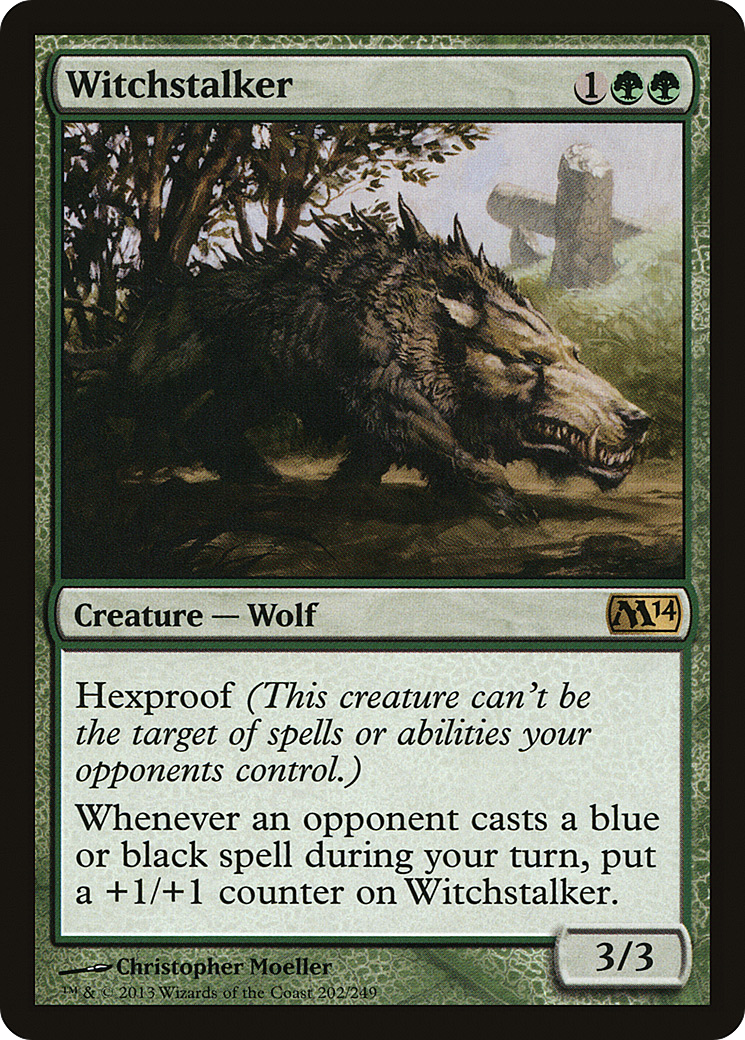 Witchstalker 1
Creature — Wolf M14
Hexproof (This creature can't be
the target of spells or abilities your
opponents control.)
Whenever an opponent casts a blue
or black spell during your turn, put
a +1/+1 counter on Witchstalker.
3/3
Christopher Moeller
™ & © 2013 Wizards of the Coast 202/249